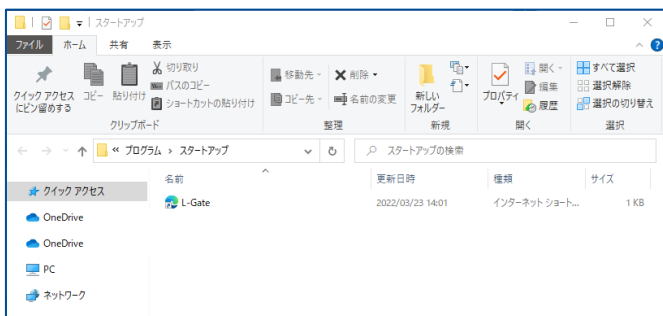 スタートアップ
ファイル ホーム 共有 表示
クイック アクセス
にピン留めする
コピー
貼り付け
切り取り
パスのコピー
ショートカットの貼り付け
クリップボード
移動先
コピー先
削除
名前の変更
整理
新しい
フォルダー
新規
プロパティ
開く
編集
履歴
開く
すべて選択
選択解除
選択の切り替え
選択
« プログラム › スタートアップ
スタートアップの検索
名前 更新日時 種類 サイズ
L-Gate 2022/03/23 14:01 インターネット ショート... 1 KB
クイック アクセス
OneDrive
OneDrive
PC
ネットワーク